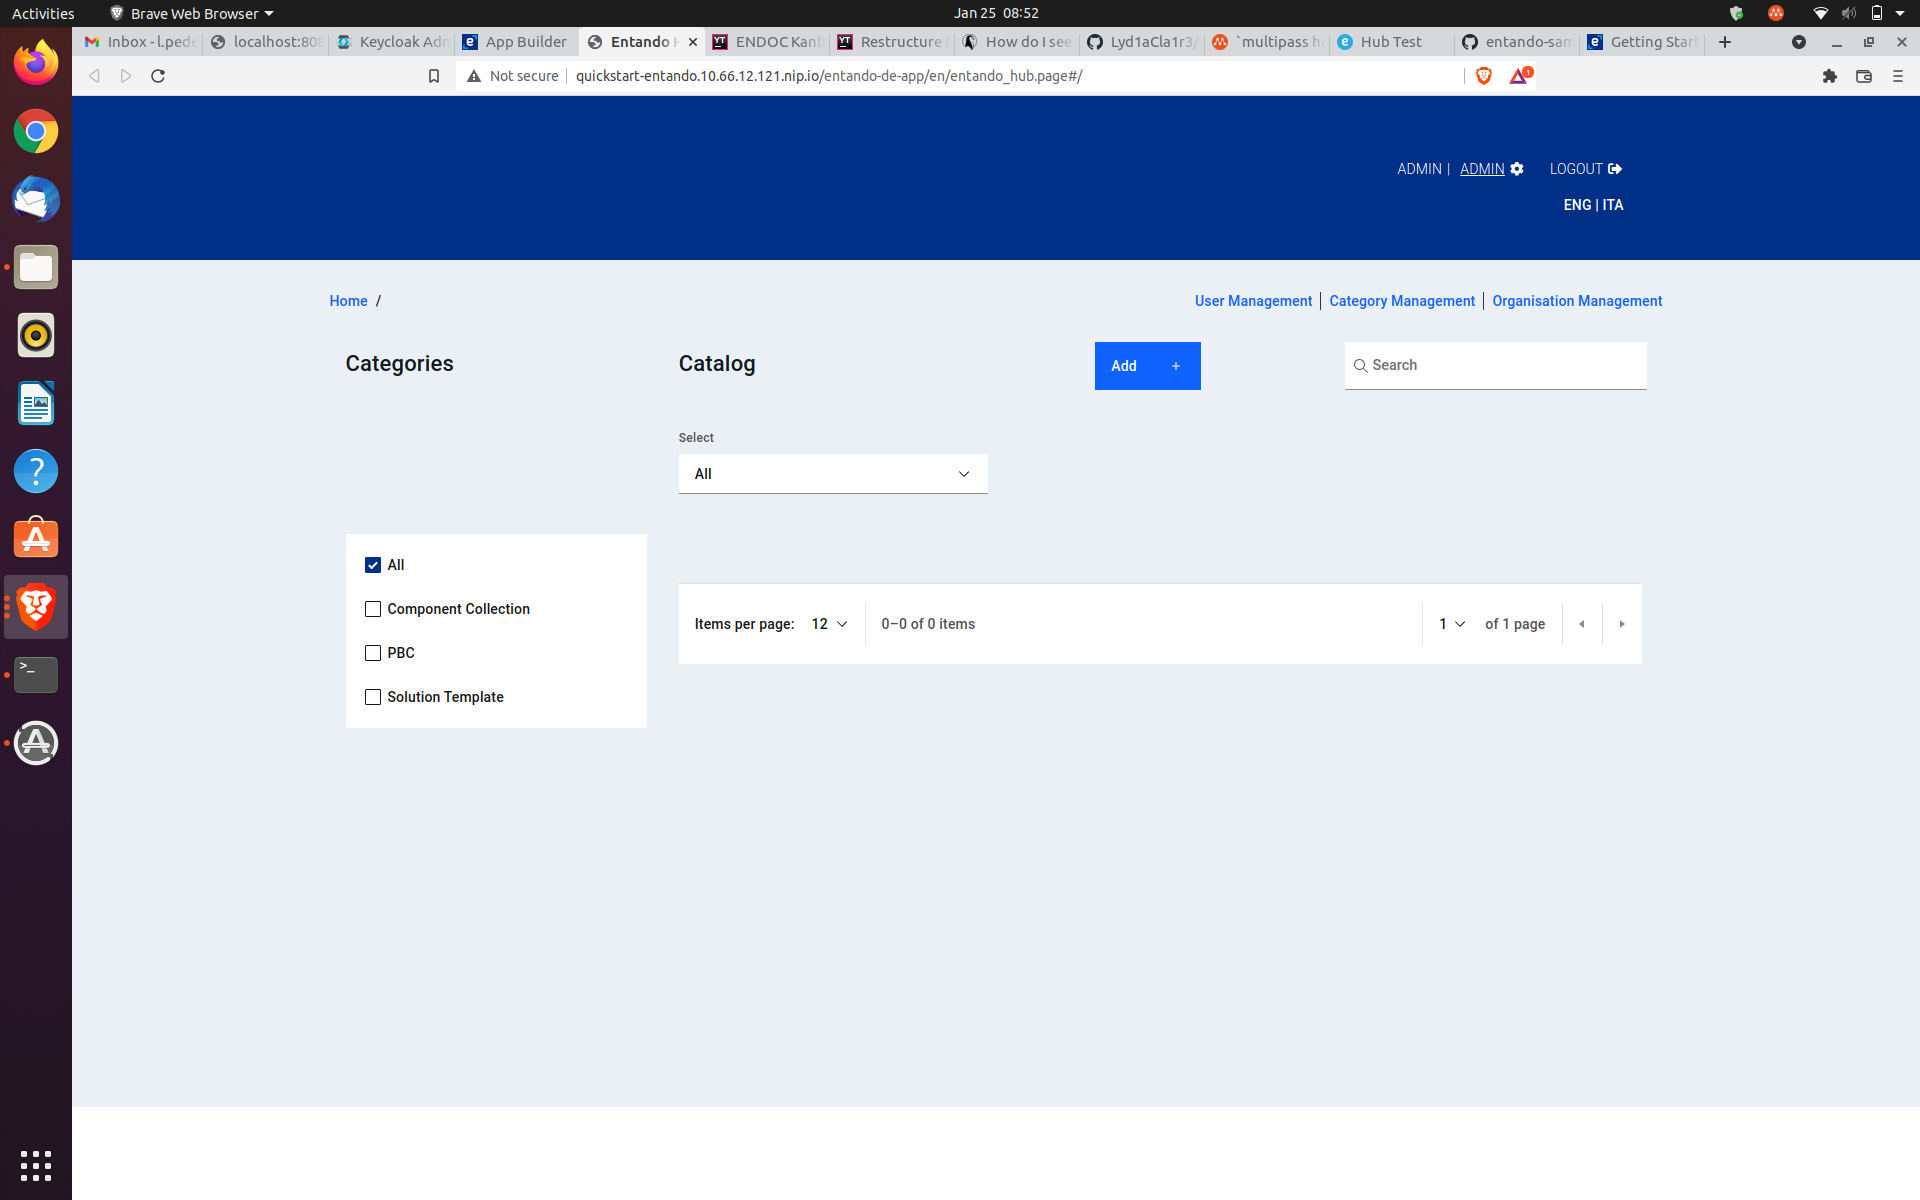 Activities
Brave Web Browser
Jan 25 08:52
Inbox - l.pede
localhost:808
Keycloak Adm
App Builder
Entando H
ENDOC Kanb
Restructure
How do I see
Lyd1aCla1r3/
`multipass he
Hub Test
entando-sam
Getting Start
Not secure
quickstart-entando.10.66.12.121.nip.io/entando-de-app/en/entando_hub.page#/
1
ADMIN | ADMIN
LOGOUT
ENG | ITA
Home /
User Management
Category Management
Organisation Management
Categories
Catalog
Add +
Search
Select
All
All
Component Collection
PBC
Solution Template
Items per page: 12
0–0 of 0 items
1
of 1 page